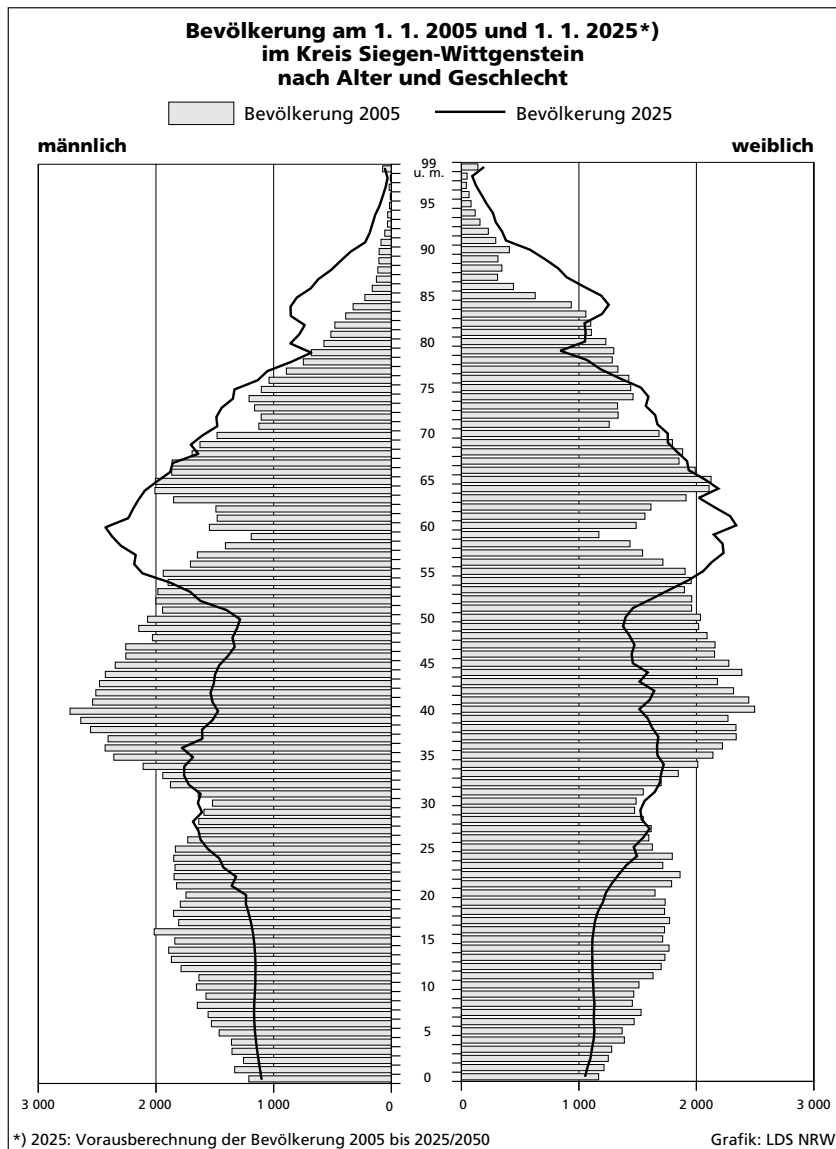 Bevölkerung am 1. 1. 2005 und 1. 1. 2025*)
im Kreis Siegen-Wittgenstein
nach Alter und Geschlecht
Bevölkerung 2005 Bevölkerung 2025
männlich weiblich
99
u. m.
95
90
85
80
75
70
65
60
55
50
45
40
35
30
25
20
15
10
5
0
3 000 2 000 1 000 0 0 1 000 2 000 3 000
*) 2025: Vorausberechnung der Bevölkerung 2005 bis 2025/2050 Grafik: LDS NRW